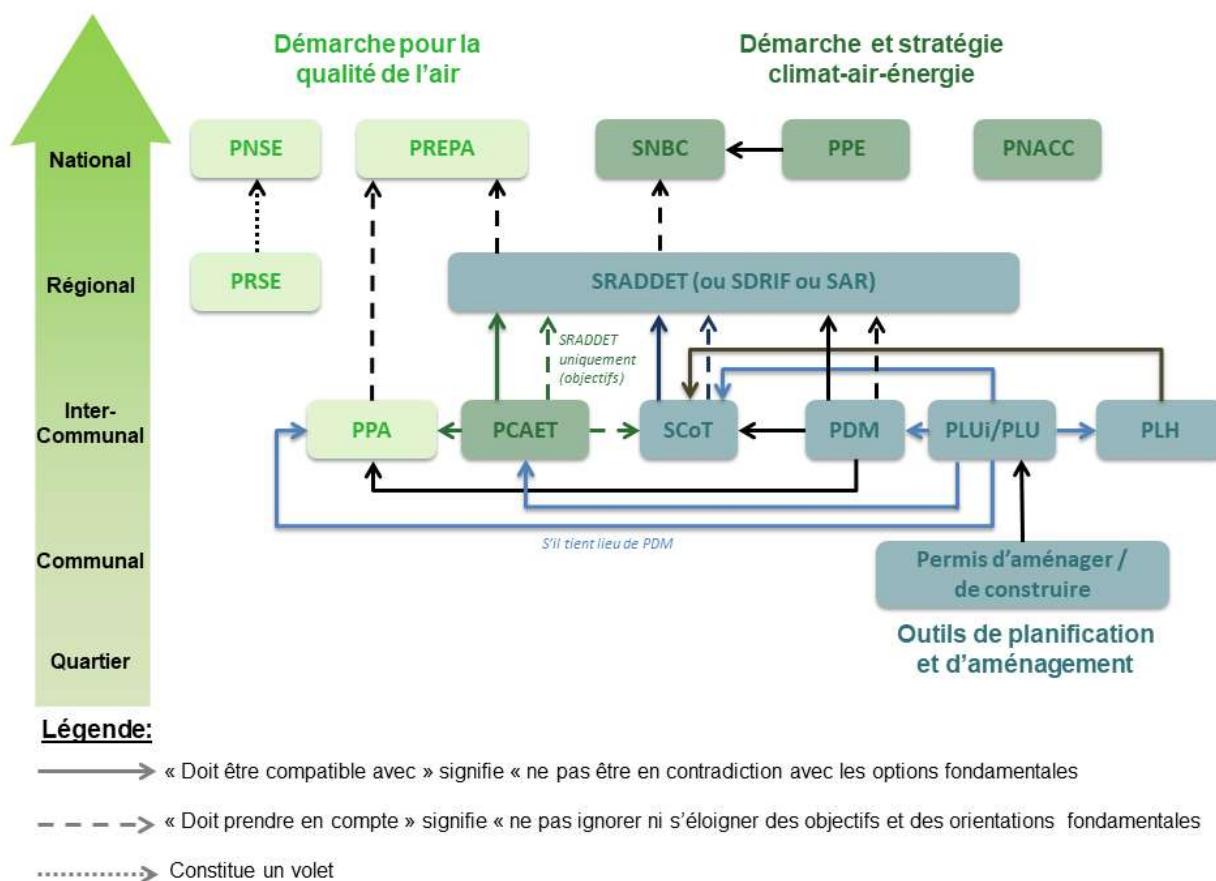 Démarche pour la
qualité de l'air
Démarche et stratégie
climat-air-énergie
National
PNSE
PREPA
SNBC
PPE
PNACC
Régional
PRSE
SRADDET (ou SDRIF ou SAR)
SRADDET
uniquement
(objectifs)
Inter-
Communal
PPA
PCAET
SCoT
PDM
PLUi/PLU
PLH
S'il tient lieu de PDM
Communal
Permis d'aménager /
de construire
Quartier
Outils de planification
et d'aménagement
Légende:
« Doit être compatible avec » signifie « ne pas être en contradiction avec les options fondamentales
« Doit prendre en compte » signifie « ne pas ignorer ni s'éloigner des objectifs et des orientations fondamentales
Constitue un volet